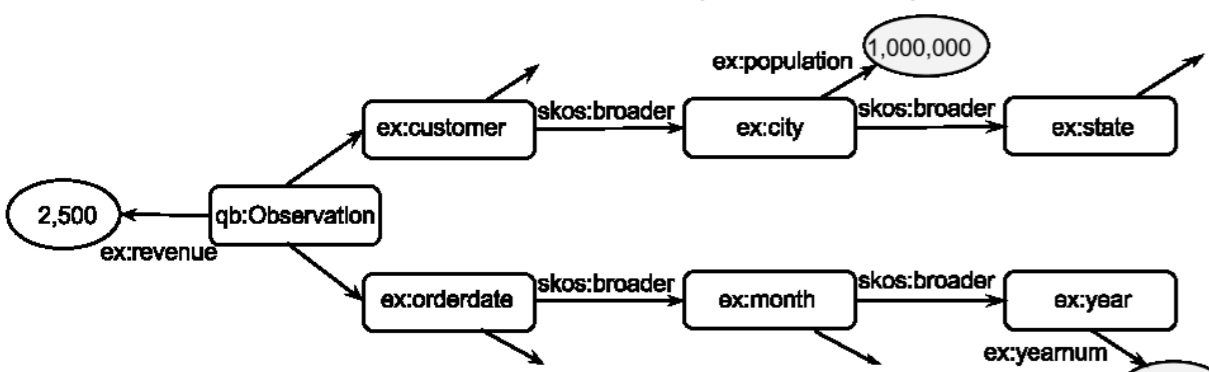 1,000,000
ex:population
ex:customer
skos:broader
ex:city
skos:broader
ex:state
2,500
qb:Observation
ex:revenue
ex:orderdate
skos:broader
ex:month
skos:broader
ex:year
ex:yearnum